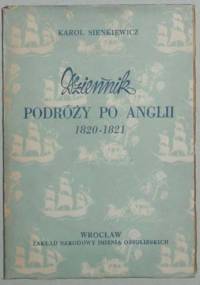 KAROL SIENKIEWICZ
Dziennik
PODRÓŻY PO ANGLII
1820-1821
WROCŁAW
ZAKŁAD NARODOWY IMIENIA OSSOLIŃSKICH